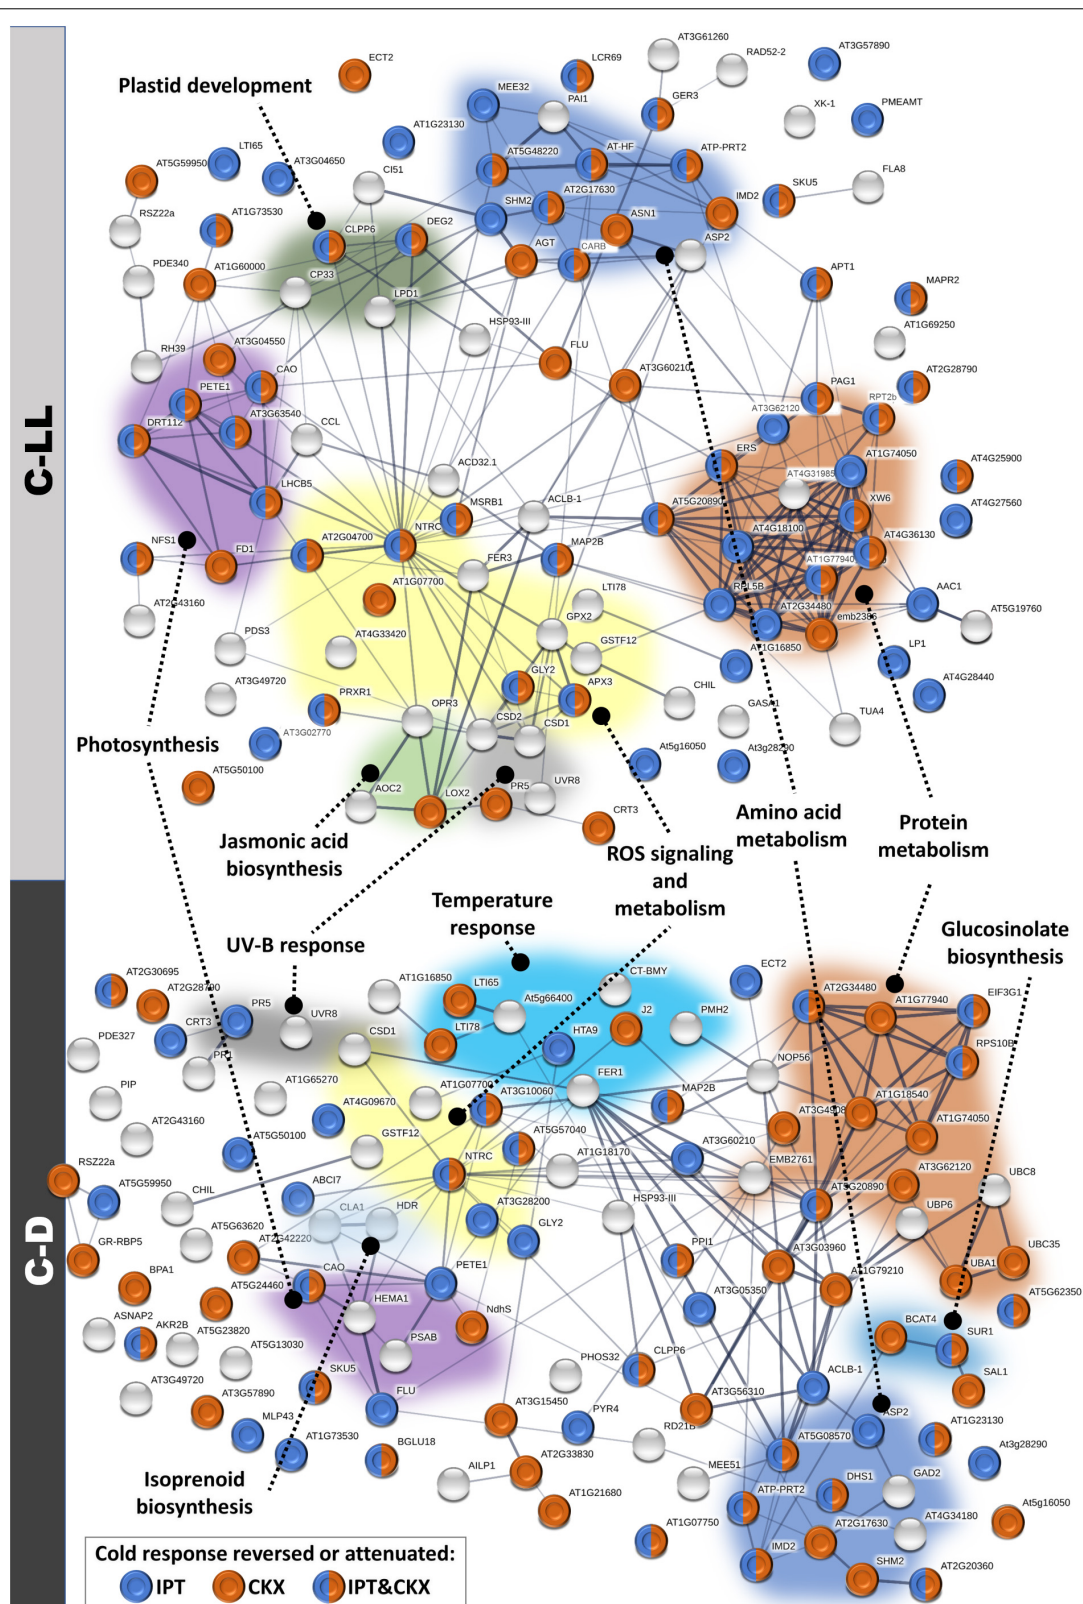 C-LL
ECT2
LCR69
AT3G61260
RAD52-2
AT3G57890
Plastid development
MEE32
PAI1
GER3
XK-1
PMEAMT
AT1G23130
LTI65
AT3G04650
AT5G59950
CI51
AT5G48220
AT-HF
ATP-PRT2
FLA8
SKU5
RSZ22a
AT1G73530
CLPP6
DEG2
SHM2
AT2G17630
ASN1
IMD2
ASP2
AGT
CARB
PDE340
AT1G60000
CP33
LPD1
APT1
MAPR2
HSP93-III
AT1G69250
RH39
AT3G04550
FLU
AT3G60210
PETE1
CAO
PAG1
AT2G28790
AT3G62120
RPT2b
DRT112
AT3G63540
CCL
ERS
AT1G74050
AT4G31985
AT4G25900
ACD32.1
LHCB5
MSRB1
ACLB-1
AT5G20890
XW6
AT4G27560
AT4G18100
NFS1
FD1
AT2G04700
NTRC
FER3
MAP2B
AT4G36130
AT1G77940
AT1G07700
LTI78
RPL5B
AAC1
AT2G43160
AT2G34480
emb2386
AT5G19760
PDS3
AT4G33420
GPX2
GSTF12
AT1G16850
LP1
AT3G49720
GLY2
APX3
CHIL
AT4G28440
PRXR1
OPR3
CSD2
CSD1
GASA1
TUA4
AT3G02770
Photosynthesis
At5g16050
At3g28290
AT5G50100
AOC2
LOX2
PR5
UVR8
CRT3
Jasmonic acid
biosynthesis
Amino acid
metabolism
Protein
metabolism
ROS signaling
and
metabolism
C-D
Temperature
response
UV-B response
Glucosinolate
biosynthesis
AT2G30695
AT2G28790
PR5
UVR8
AT1G16850
LTI65
At5g66400
CT-BMY
ECT2
AT2G34480
AT1G77940
EIF3G1
CRT3
CSD1
LTI78
HTA9
J2
PMH2
PDE327
PR1
FER1
NOP56
RPS10B
AT1G65270
AT1G07700
AT3G10060
MAP2B
PIP
AT4G09670
AT1G18540
AT1G74050
AT2G43160
AT5G50100
GSTF12
AT5G57040
AT1G18170
AT3G60210
EMB2761
AT3G62120
UBC8
RSZ22a
AT5G59950
CHIL
ABCI7
NTRC
AT3G28200
HSP93-III
AT5G20890
UBP6
CLA1
HDR
GLY2
GR-RBP5
AT5G63620
AT2G42220
PPI1
AT3G03960
AT1G79210
UBA1
UBC35
BPA1
AT5G24460
CAO
PETE1
HEMA1
NdhS
AT3G05350
AT5G62350
ASNAP2
AKR2B
AT5G23820
AT5G13030
PSAB
BCAT4
SUR1
SAL1
AT3G49720
AT3G57890
SKU5
FLU
PHOS32
CLPP6
ACLB-1
AT3G56310
MLP43
AT1G73530
AT3G15450
PYR4
RD21B
ASP2
AT1G23130
BGLU18
AT2G33830
AT5G08570
At3g28290
Isoprenoid
biosynthesis
AILP1
AT1G21680
MEE51
DHS1
GAD2
ATP-PRT2
AT1G07750
AT2G17630
AT4G34180
At5g16050
IMD2
SHM2
AT2G20360
Cold response reversed or attenuated:
IPT CKX IPT&CKX